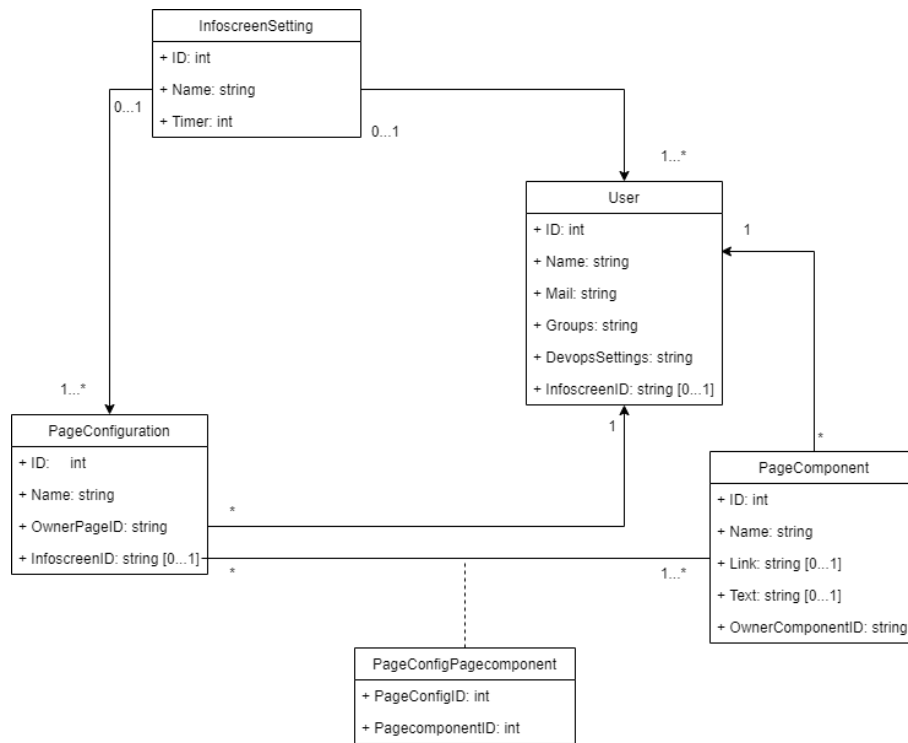 InfoscreenSetting
+ ID: int
+ Name: string
+ Timer: int
0...1
0...1
1...*
User
+ ID: int
+ Name: string
+ Mail: string
+ Groups: string
+ DevopsSettings: string
+ InfoscreenID: string [0...1]
1
1...*
PageConfiguration
+ ID: int
+ Name: string
+ OwnerPageID: string
+ InfoscreenID: string [0...1]
1
*
*
*
1...*
PageComponent
+ ID: int
+ Name: string
+ Link: string [0...1]
+ Text: string [0...1]
+ OwnerComponentID: string
PageConfigPagecomponent
+ PageConfigID: int
+ PagecomponentID: int